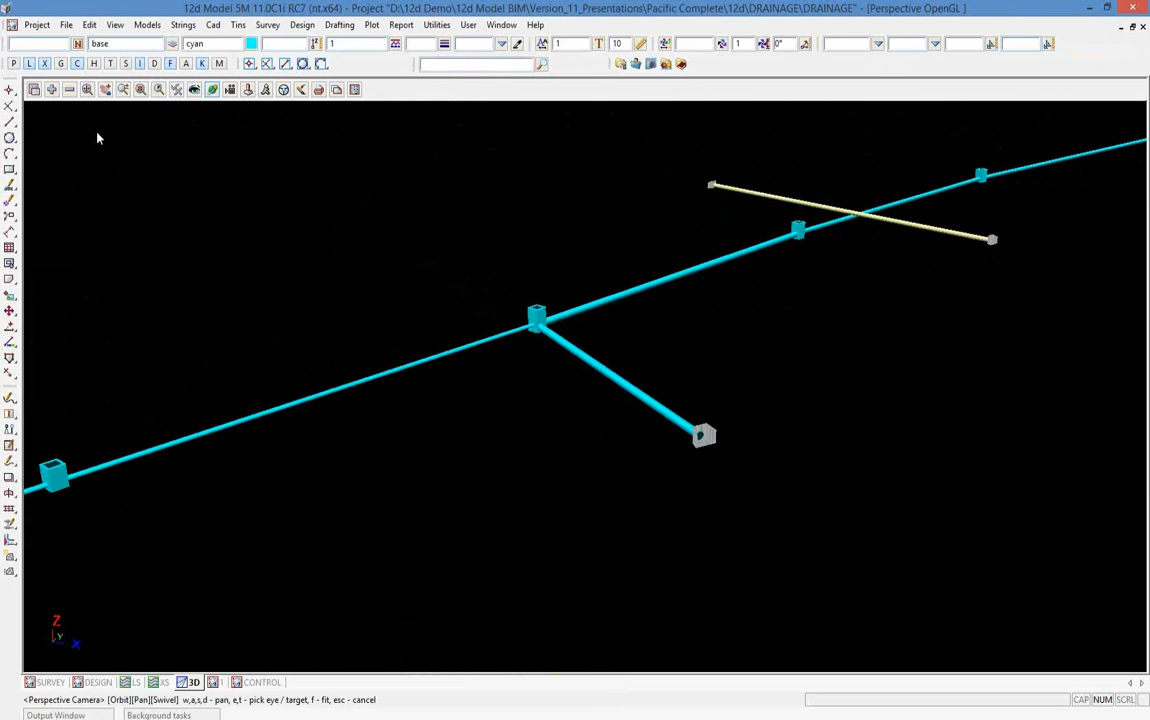 12d Model 5M 11.0C1i RC7 (nt.x64) - Project "D:\12d Demo\12d Model BIM\Version_11_Presentations\Pacific Complete\12d\DRAINAGE\DRAINAGE" - [Perspective OpenGL ]
Project File Edit View Models Strings Cad Tins Survey Design Drafting Plot Report Utilities User Window Help
N base cyan 1 1 T 10 1 0°
P L X G C H T S I D F A K M
Z
Y
X
SURVEY DESIGN LS XS 3D 1 CONTROL
<Perspective Camera> [Orbit][Pan][Swivel] w,a,s,d - pan, e,t - pick eye / target, f - fit, esc - cancel
CAP NUM SCRL
Output Window Background tasks